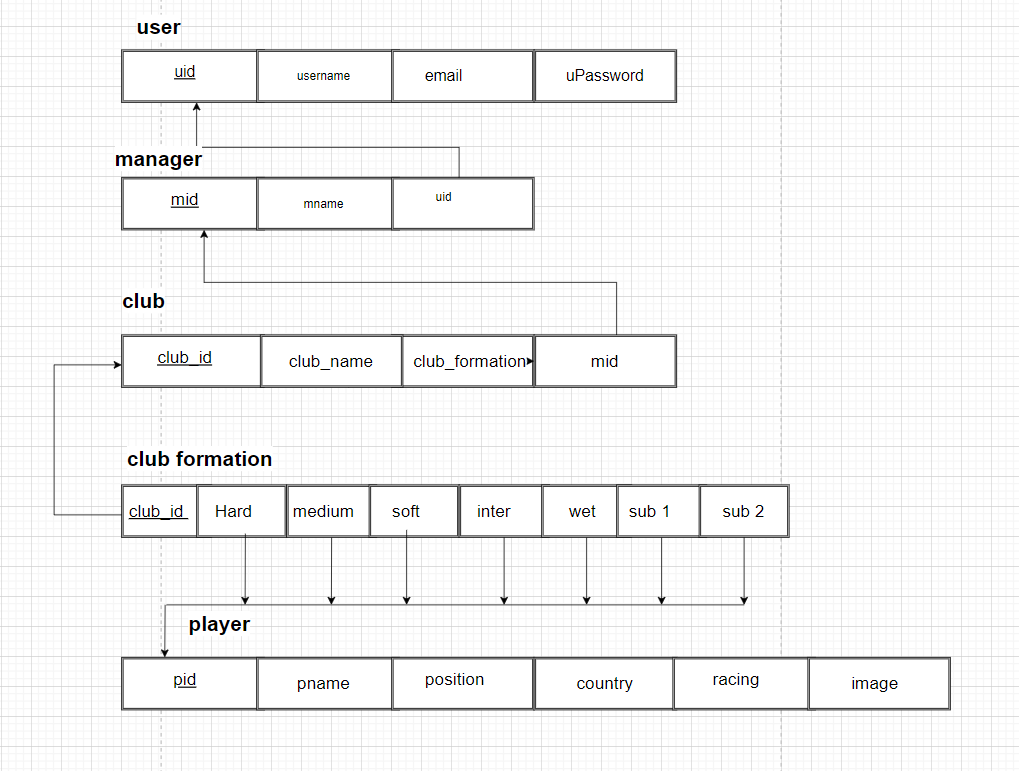 user
uid username email uPassword
manager
mid mname uid
club
club_id club_name club_formation mid
club formation
club_id Hard medium soft inter wet sub 1 sub 2
player
pid pname position country racing image